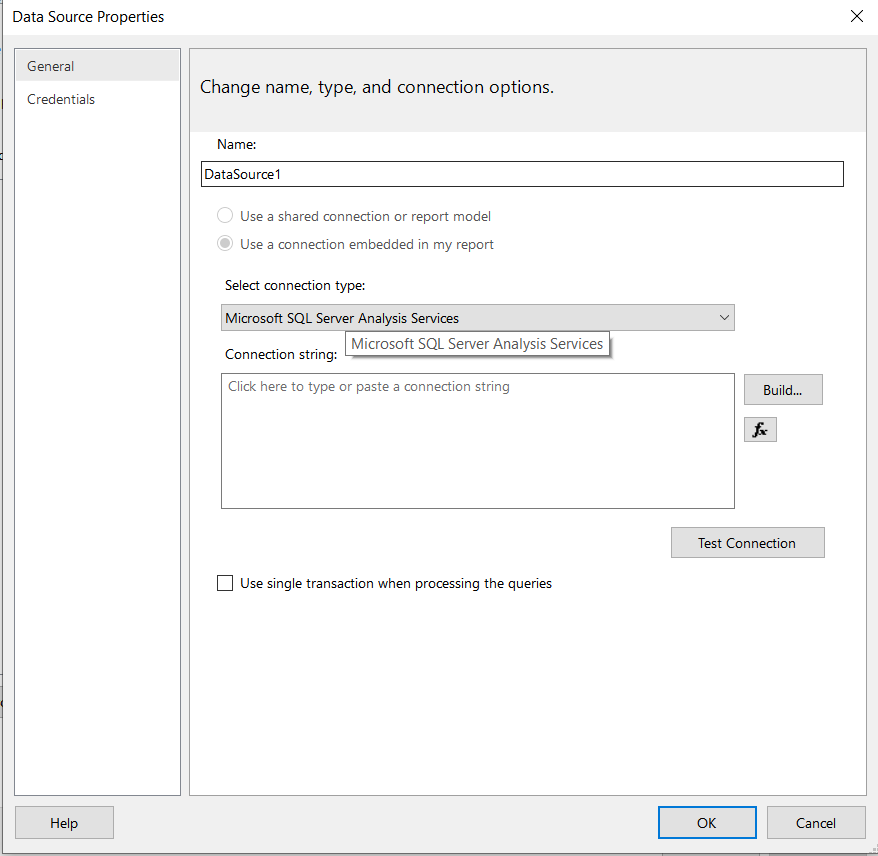 Data Source Properties
General
Credentials
Change name, type, and connection options.
Name:
DataSource1
Use a shared connection or report model
Use a connection embedded in my report
Select connection type:
Microsoft SQL Server Analysis Services
Microsoft SQL Server Analysis Services
Connection string:
Click here to type or paste a connection string
Build...
fx
Test Connection
Use single transaction when processing the queries
Help
OK
Cancel